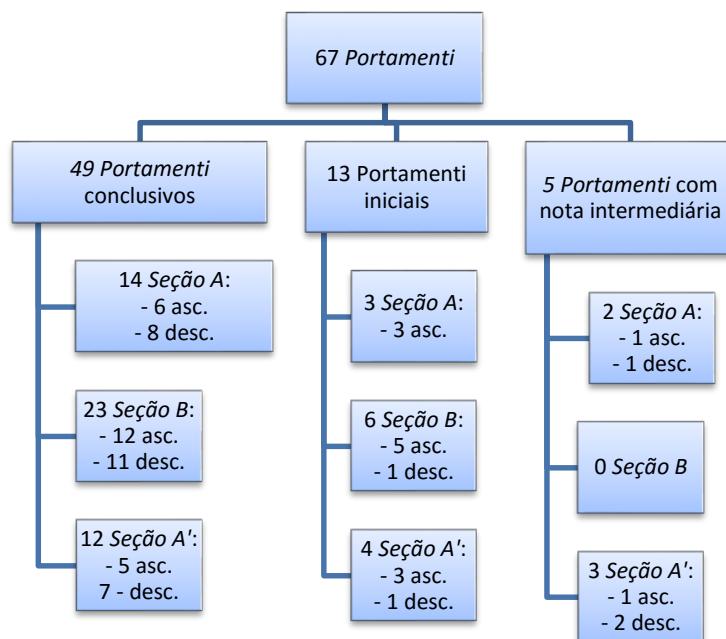 67 Portamenti
49 Portamenti
conclusivos
14 Seção A:
- 6 asc.
- 8 desc.
23 Seção B:
- 12 asc.
- 11 desc.
12 Seção A':
- 5 asc.
7 - desc.
13 Portamenti
iniciais
3 Seção A:
- 3 asc.
6 Seção B:
- 5 asc.
- 1 desc.
4 Seção A':
- 3 asc.
- 1 desc.
5 Portamenti com
nota intermediária
2 Seção A:
- 1 asc.
- 1 desc.
0 Seção B
3 Seção A':
- 1 asc.
- 2 desc.